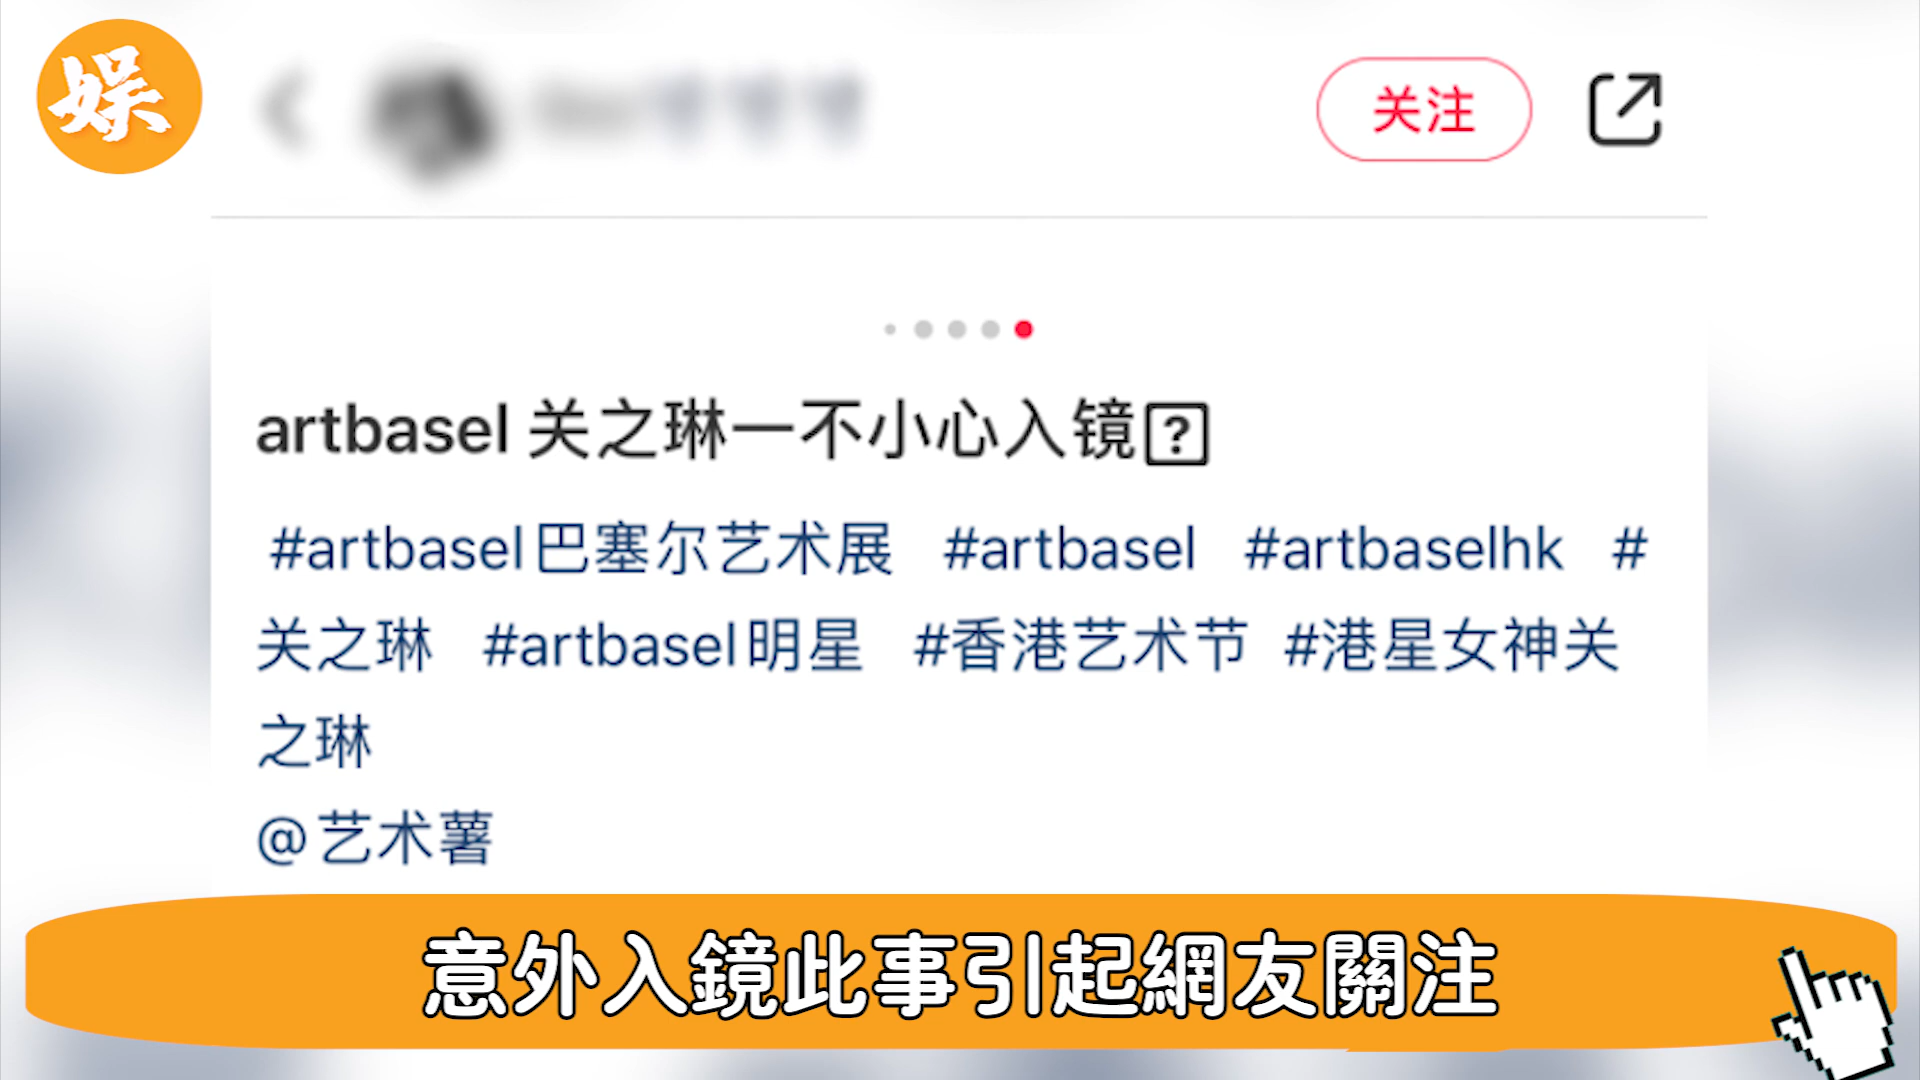 娱
关注
artbasel 关之琳一不小心入镜?
#artbasel巴塞尔艺术展 #artbasel #artbaselhk #
关之琳 #artbasel明星 #香港艺术节 #港星女神关
之琳
@艺术薯
意外入鏡此事引起網友關注